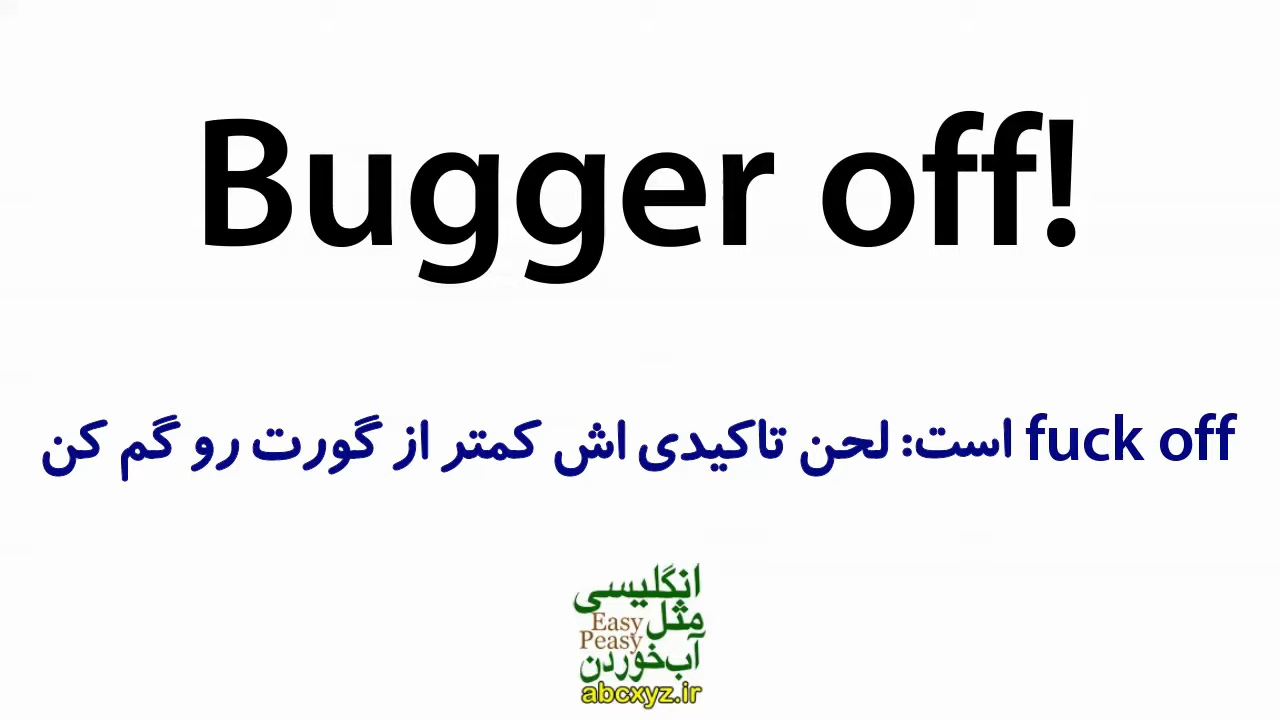 Bugger off!
fuck off است: لحن تاکیدی اش کمتر از گورت رو گم کن
انگلیسی
مثل Easy
Peasy
آب خوردن
abcxyz.ir